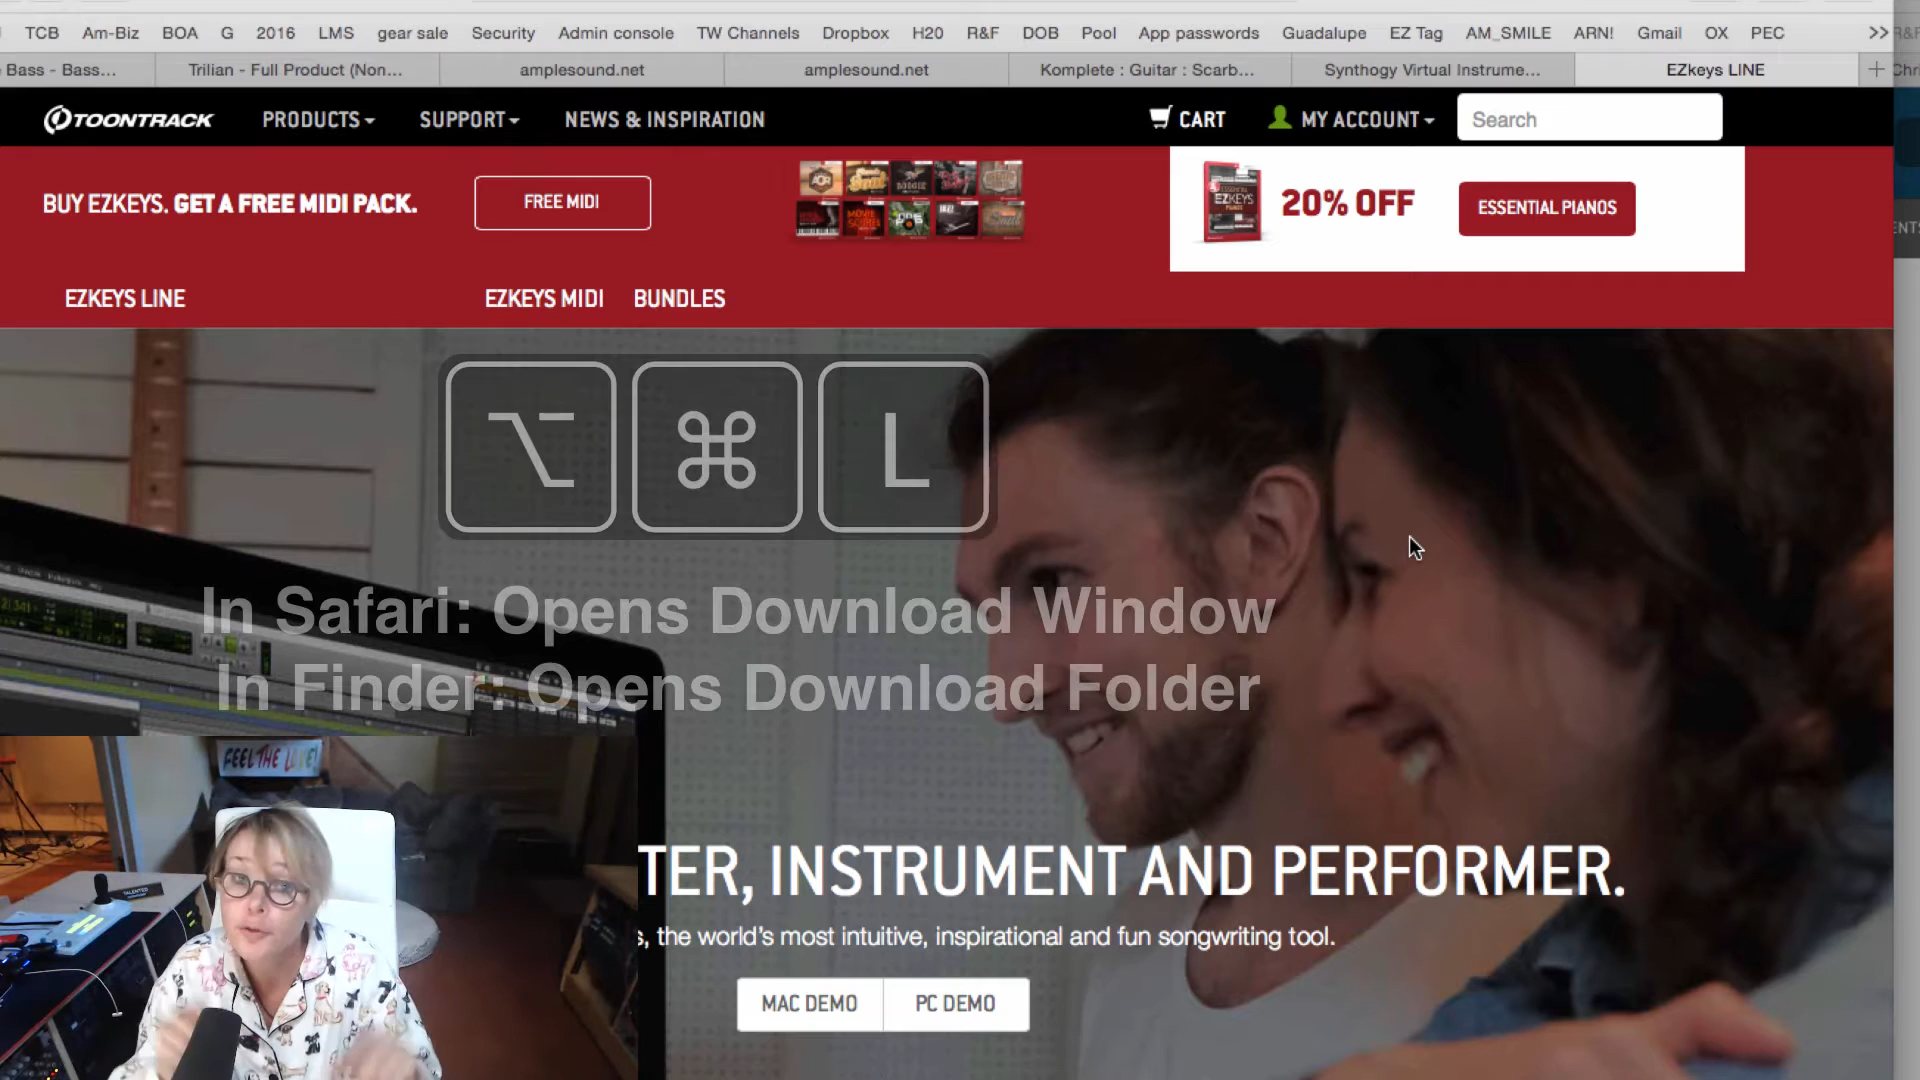 TCB Am-Biz BOA G 2016 LMS gear sale Security Admin console TW Channels Dropbox H20 R&F DOB Pool App passwords Guadalupe EZ Tag AM_SMILE ARN! Gmail OX PEC >>
Bass - Bass... Trilian - Full Product (Non... amplesound.net amplesound.net Komplete : Guitar : Scarb... Synthogy Virtual Instrume... EZkeys LINE + Chri
TOONTRACK PRODUCTS SUPPORT NEWS & INSPIRATION CART MY ACCOUNT Search
BUY EZKEYS. GET A FREE MIDI PACK. FREE MIDI 20% OFF ESSENTIAL PIANOS
EZKEYS LINE EZKEYS MIDI BUNDLES
⌥ ⌘ L
In Safari: Opens Download Window
In Finder: Opens Download Folder
FEEL THE LOVE!
TER, INSTRUMENT AND PERFORMER.
s, the world's most intuitive, inspirational and fun songwriting tool.
MAC DEMO PC DEMO